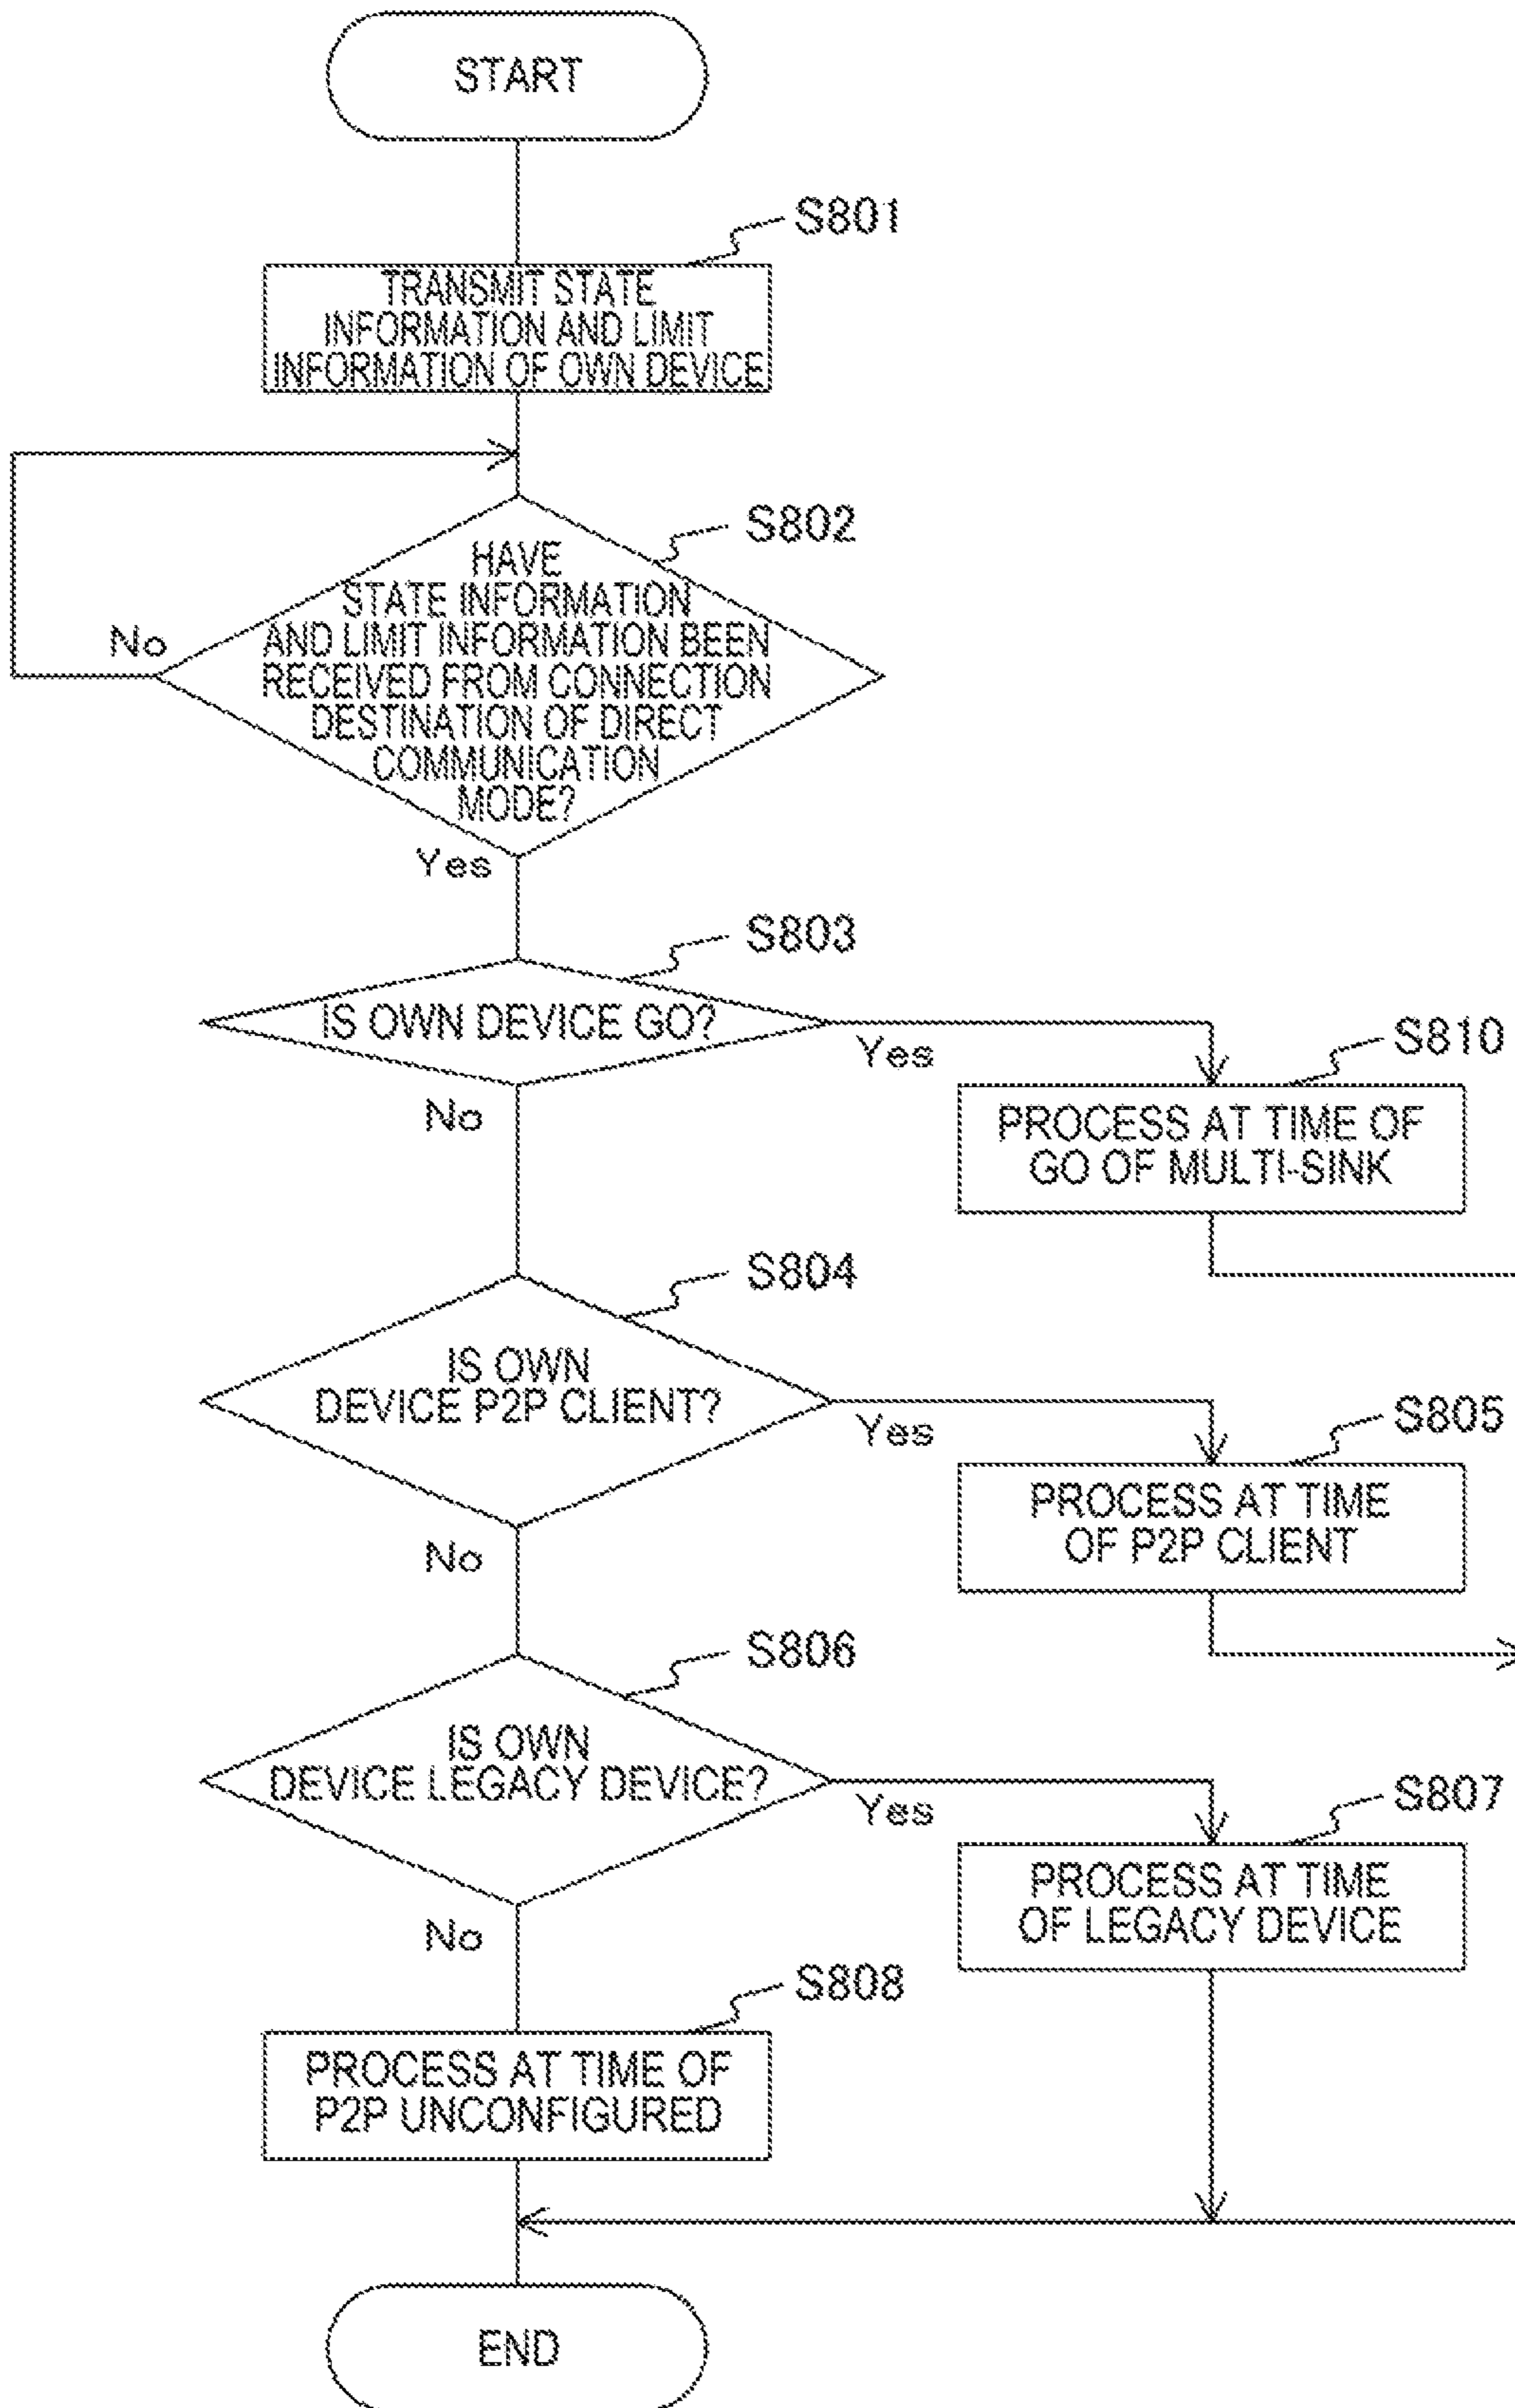 START
S801
TRANSMIT STATE
INFORMATION AND LIMIT
INFORMATION OF OWN DEVICE
S802
HAVE
STATE INFORMATION
AND LIMIT INFORMATION BEEN
RECEIVED FROM CONNECTION
DESTINATION OF DIRECT
COMMUNICATION
MODE?
No
Yes
S803
IS OWN DEVICE GO?
Yes
No
S810
PROCESS AT TIME OF
GO OF MULTI-SINK
S804
IS OWN
DEVICE P2P CLIENT?
Yes
No
S805
PROCESS AT TIME
OF P2P CLIENT
S806
IS OWN
DEVICE LEGACY DEVICE?
Yes
No
S807
PROCESS AT TIME
OF LEGACY DEVICE
S808
PROCESS AT TIME OF
P2P UNCONFIGURED
END